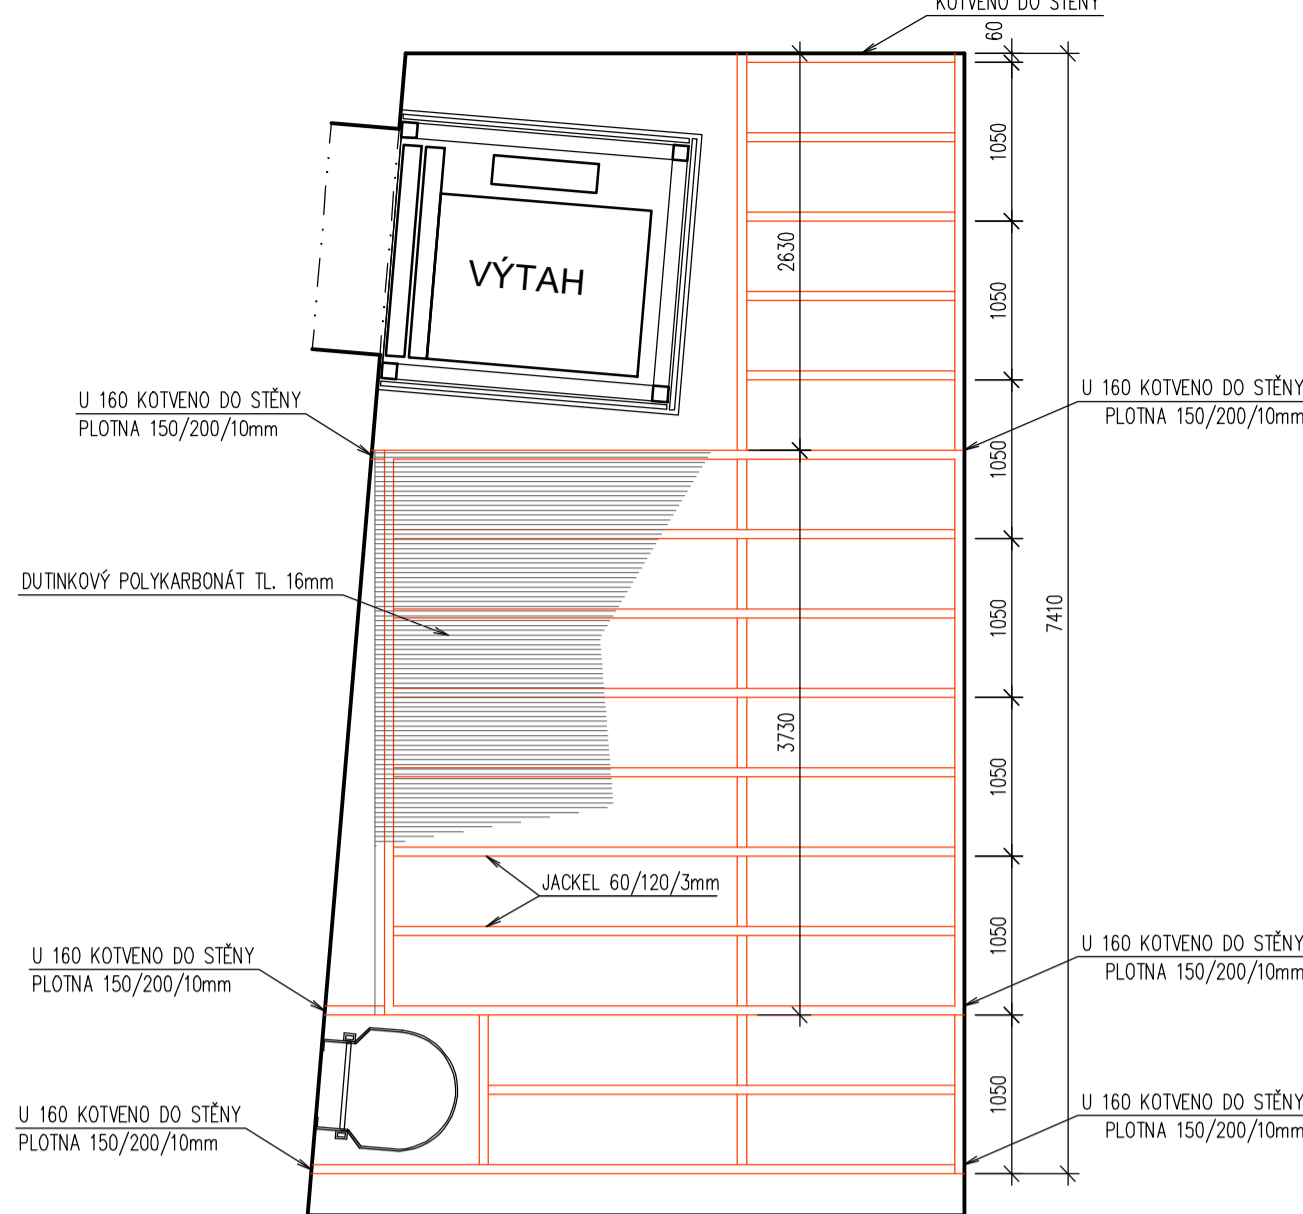 KOTVENO DO STĚNY
60
1050
2630
VÝTAH
1050
U 160 KOTVENO DO STĚNY
PLOTNA 150/200/10mm
U 160 KOTVENO DO STĚNY
PLOTNA 150/200/10mm
1050
DUTINKOVÝ POLYKARBONÁT TL. 16mm
1050
7410
3730
1050
JACKEL 60/120/3mm
1050
U 160 KOTVENO DO STĚNY
PLOTNA 150/200/10mm
U 160 KOTVENO DO STĚNY
PLOTNA 150/200/10mm
1050
U 160 KOTVENO DO STĚNY
PLOTNA 150/200/10mm
U 160 KOTVENO DO STĚNY
PLOTNA 150/200/10mm